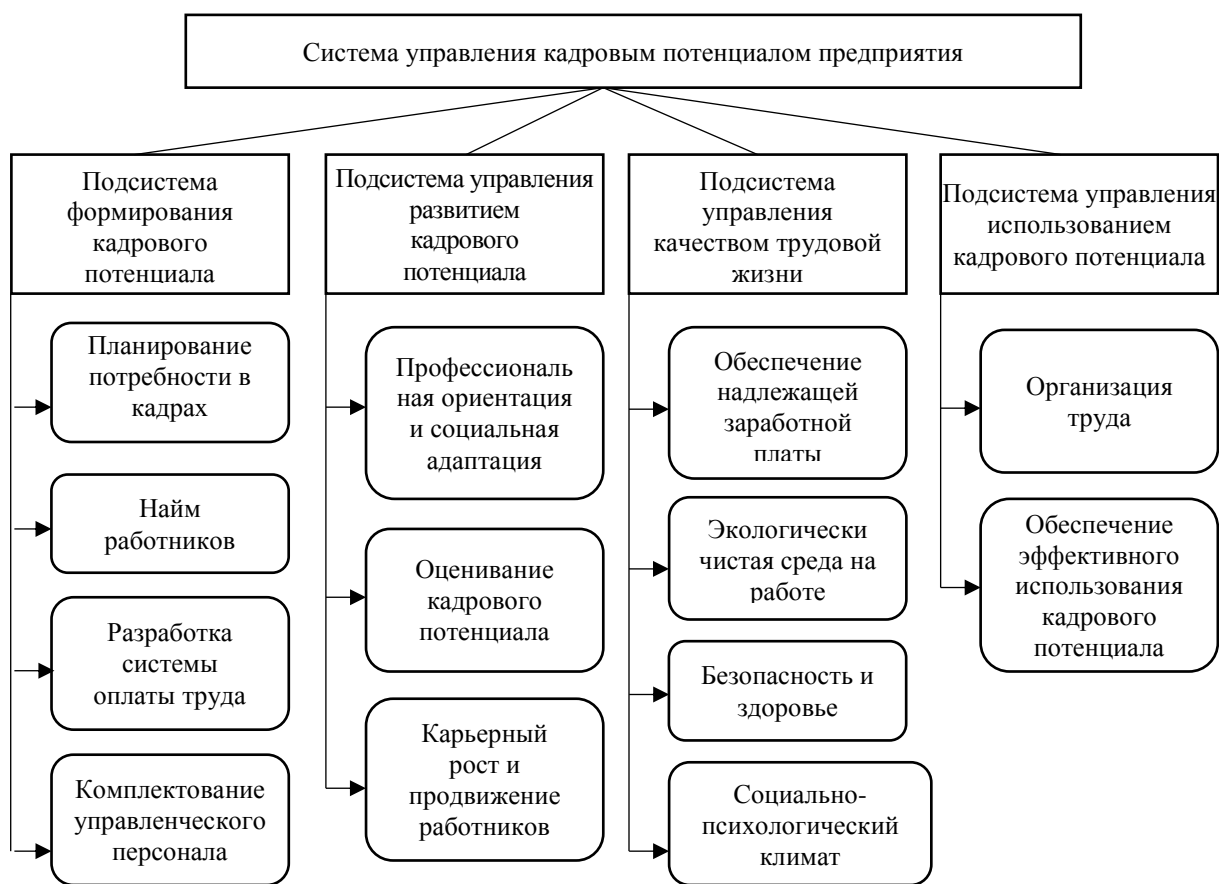 Система управления кадровым потенциалом предприятия
Подсистема
формирования
кадрового
потенциала
Планирование
потребности в
кадрах
Найм
работников
Разработка
системы
оплаты труда
Комплектование
управленческого
персонала
Подсистема управления
развитием
кадрового
потенциала
Профессиональ
ная ориентация
и социальная
адаптация
Оценивание
кадрового
потенциала
Карьерный
рост и
продвижение
работников
Подсистема
управления
качеством трудовой
жизни
Обеспечение
надлежащей
заработной
платы
Экологически
чистая среда на
работе
Безопасность и
здоровье
Социально-
психологический
климат
Подсистема управления
использованием
кадрового потенциала
Организация
труда
Обеспечение
эффективного
использования
кадрового
потенциала